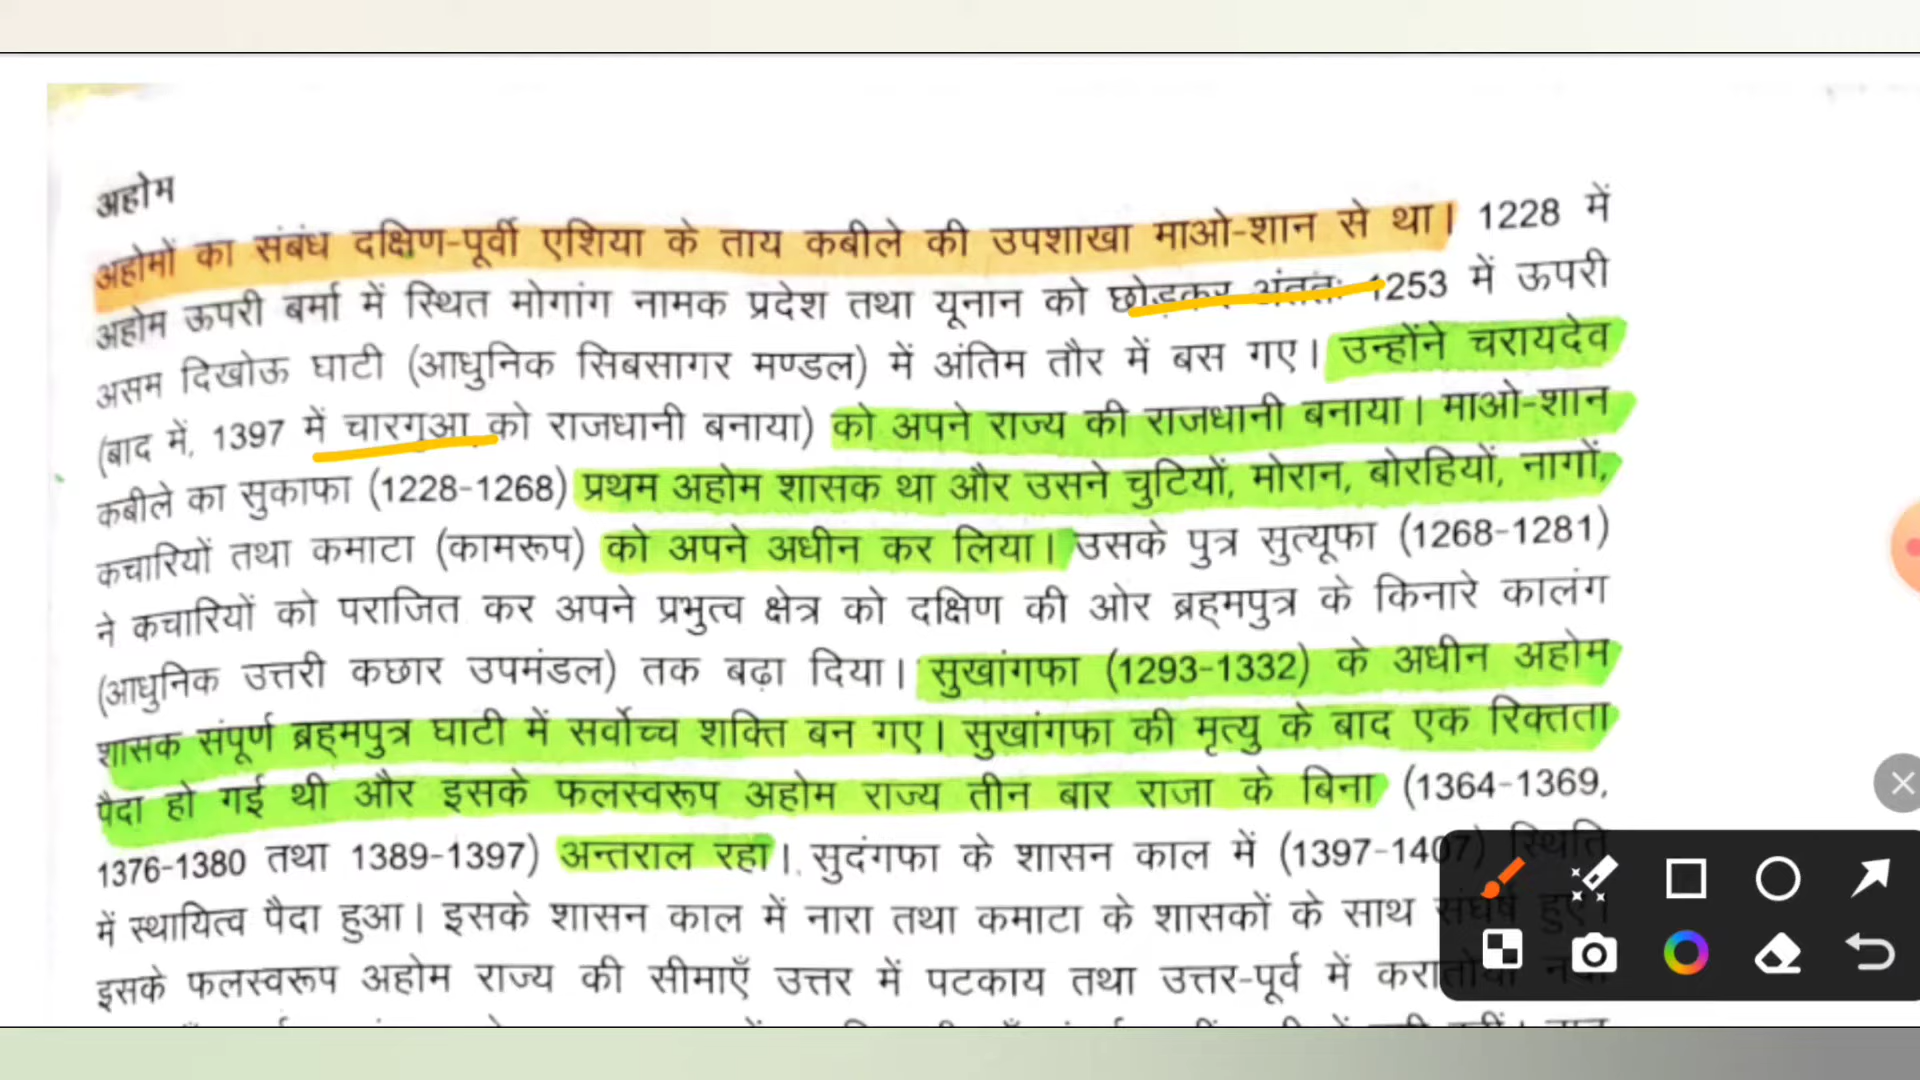 अहोम
अहोमों का संबंध दक्षिण-पूर्वी एशिया के ताय कबीले की उपशाखा माओ-शान से था। 1228 में
अहोम ऊपरी बर्मा में स्थित मोगांग नामक प्रदेश तथा यूनान को छोड़कर अंततः 1253 में ऊपरी
असम दिखोऊ घाटी (आधुनिक सिबसागर मण्डल) में अंतिम तौर में बस गए। उन्होंने चरायदेव
(बाद में, 1397 में चारगुआ को राजधानी बनाया) को अपने राज्य की राजधानी बनाया। माओ-शान
कबीले का सुकाफा (1228-1268) प्रथम अहोम शासक था और उसने चुटियों, मोरान, बोरहियों, नागों,
कचारियों तथा कमाटा (कामरूप) को अपने अधीन कर लिया। उसके पुत्र सुत्यूफा (1268-1281)
ने कचारियों को पराजित कर अपने प्रभुत्व क्षेत्र को दक्षिण की ओर ब्रह्मपुत्र के किनारे कालंग
(आधुनिक उत्तरी कछार उपमंडल) तक बढ़ा दिया। सुखांगफा (1293-1332) के अधीन अहोम
शासक संपूर्ण ब्रह्मपुत्र घाटी में सर्वोच्च शक्ति बन गए। सुखांगफा की मृत्यु के बाद एक रिक्तता
पैदा हो गई थी और इसके फलस्वरूप अहोम राज्य तीन बार राजा के बिना (1364-1369,
1376-1380 तथा 1389-1397) अन्तराल रहा। सुदंगफा के शासन काल में (1397-1407) स्थिति
में स्थायित्व पैदा हुआ। इसके शासन काल में नारा तथा कमाटा के शासकों के साथ संघर्ष हुए।
इसके फलस्वरूप अहोम राज्य की सीमाएँ उत्तर में पटकाय तथा उत्तर-पूर्व में करातोया